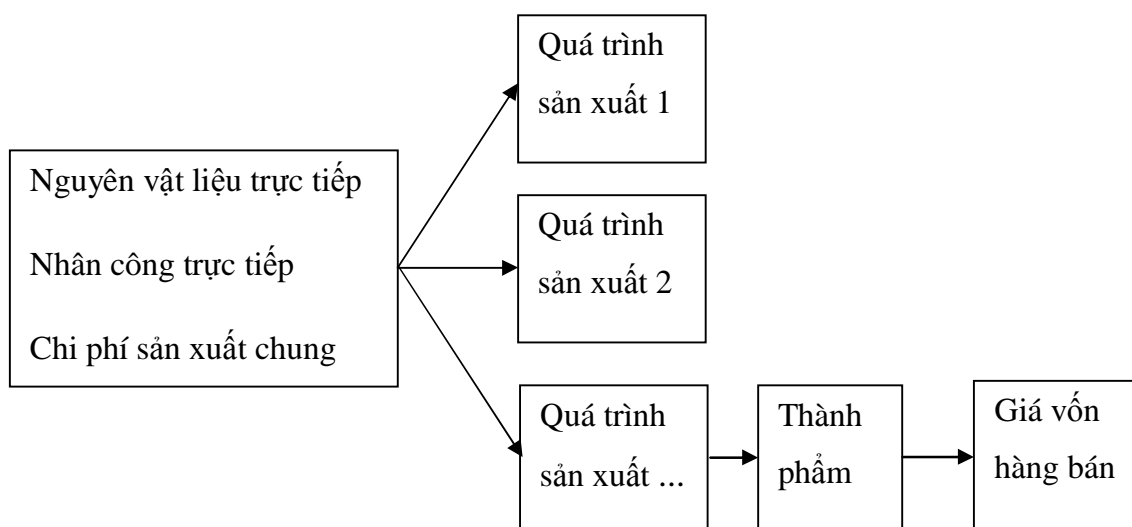 Quá trình
sản xuất 1
Nguyên vật liệu trực tiếp
Nhân công trực tiếp
Chi phí sản xuất chung
Quá trình
sản xuất 2
Quá trình
sản xuất ...
Thành
phẩm
Giá vốn
hàng bán